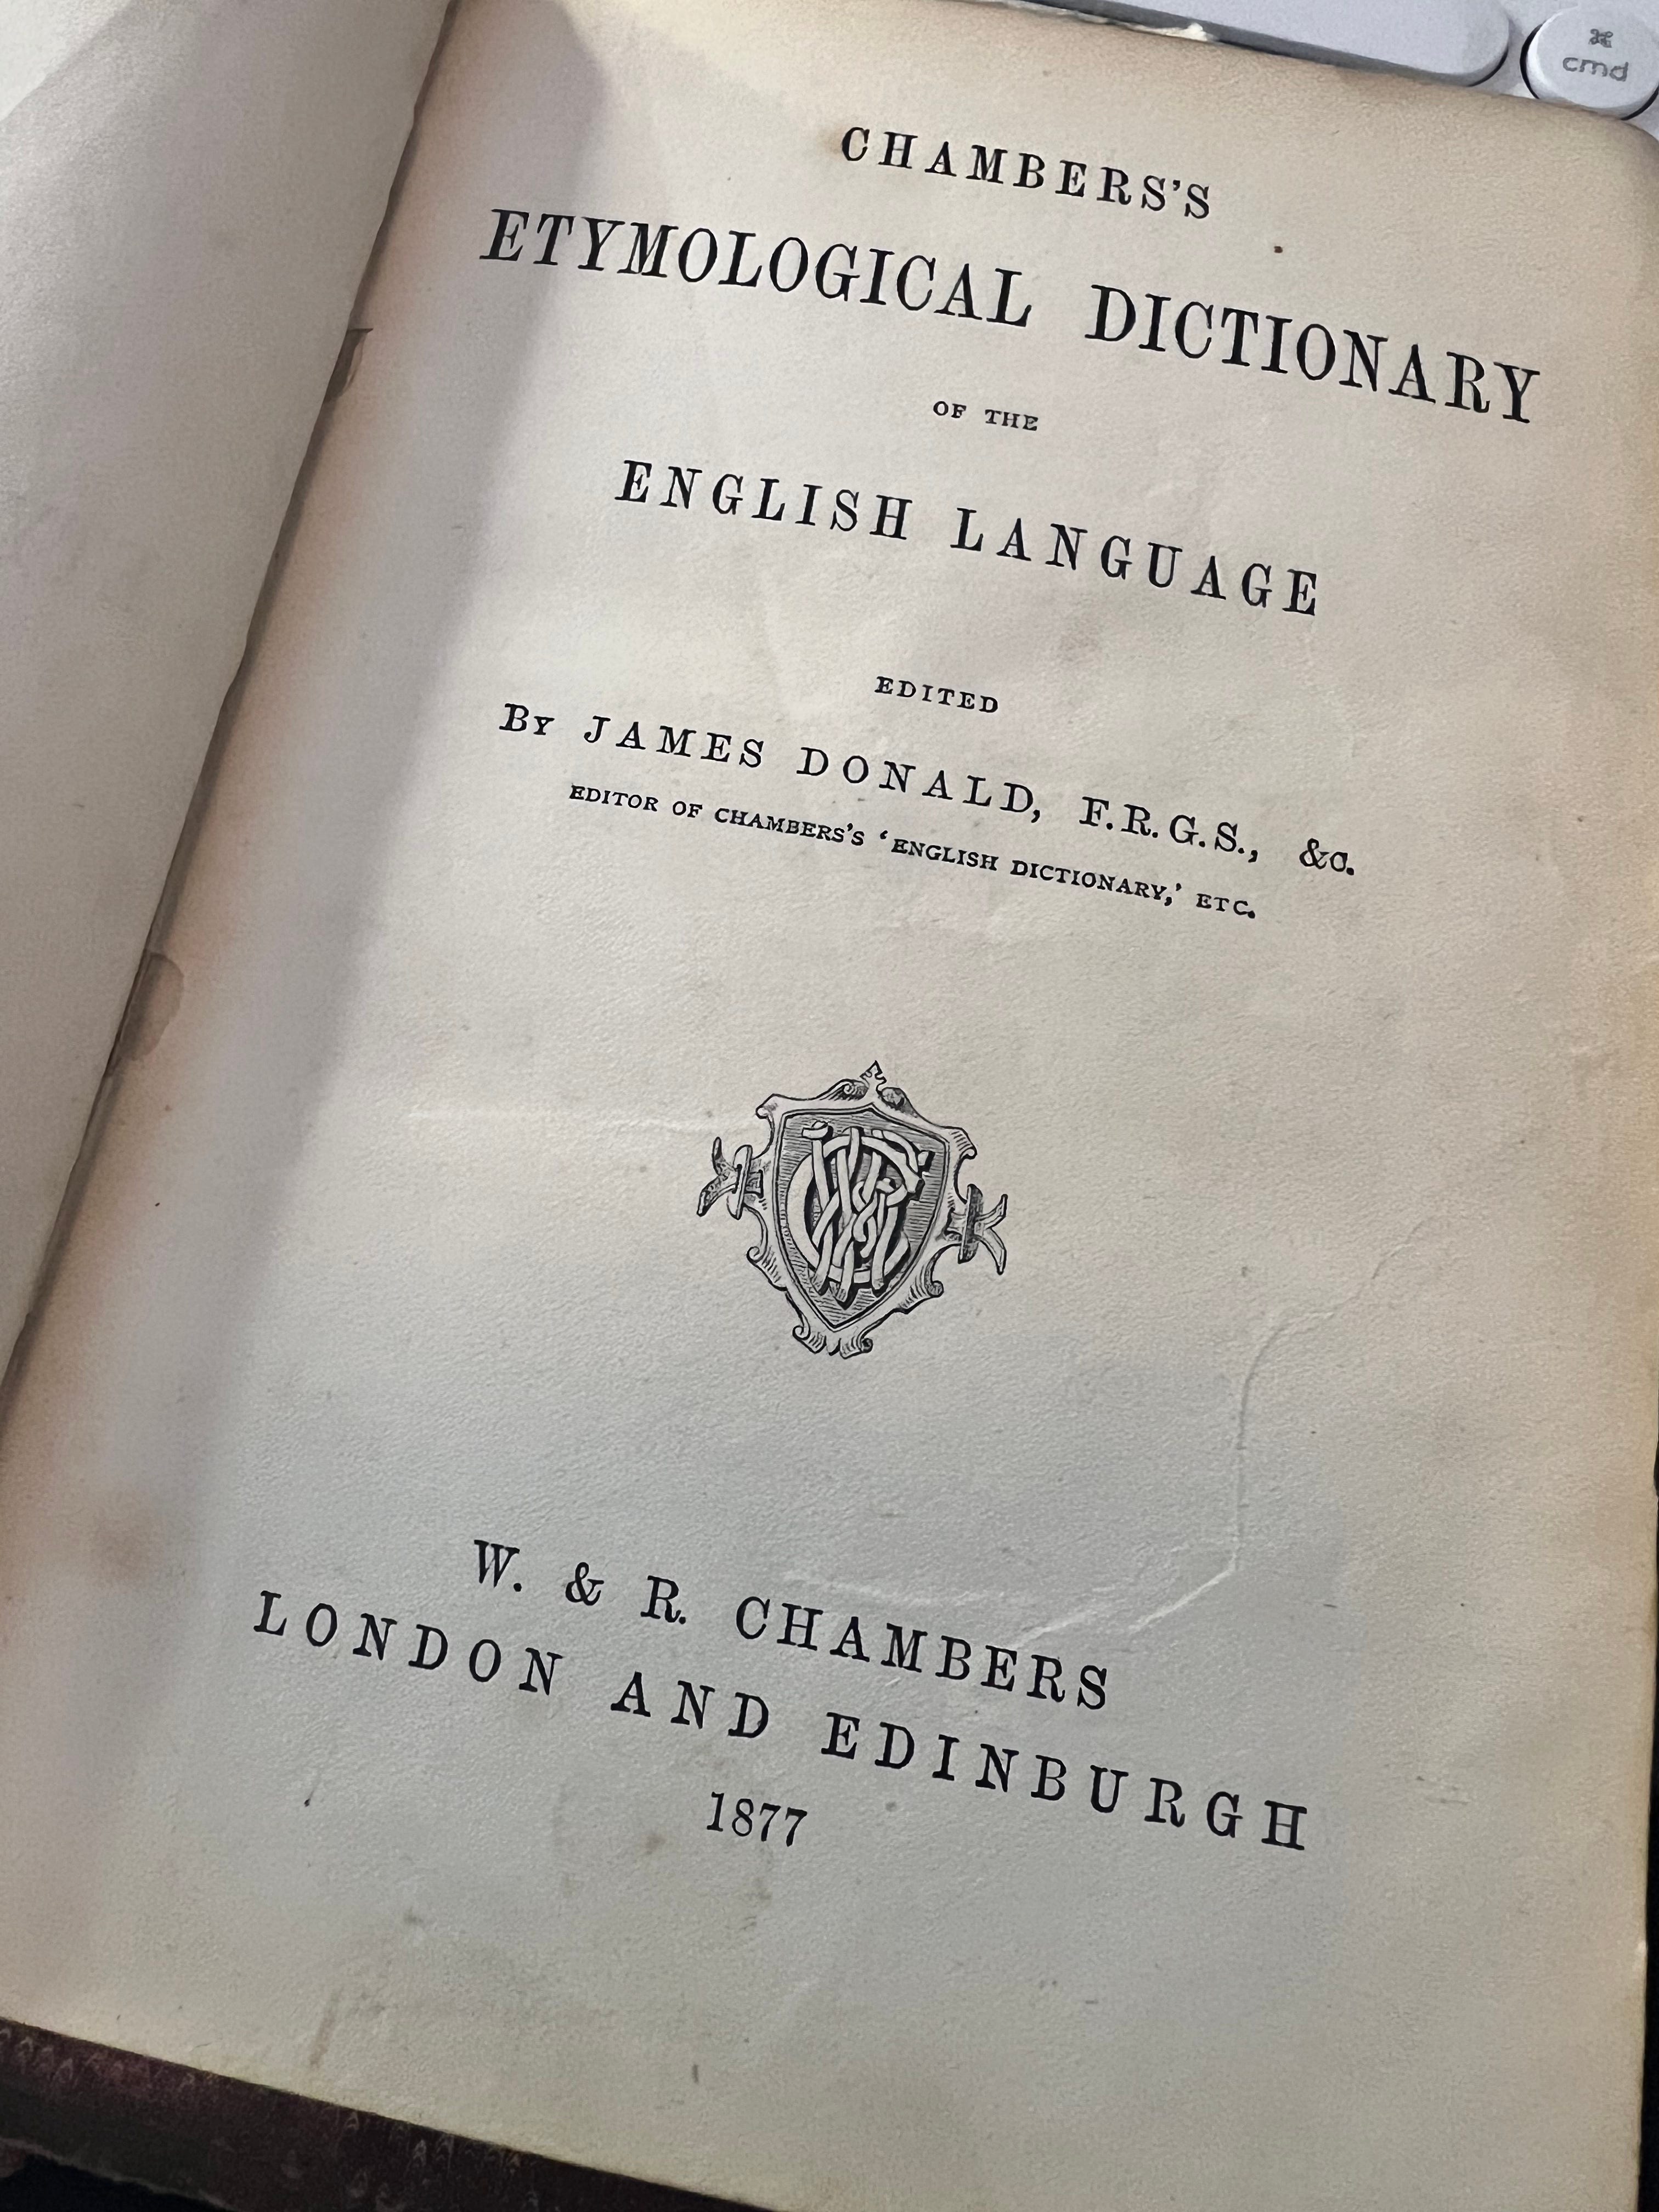 ⌘
cmd
CHAMBERS'S
ETYMOLOGICAL DICTIONARY
OF THE
ENGLISH LANGUAGE
EDITED
BY JAMES DONALD, F.R.G.S., &c.
EDITOR OF CHAMBERS'S ‘ENGLISH DICTIONARY,’ ETC.
W. & R. CHAMBERS
LONDON AND EDINBURGH
1877